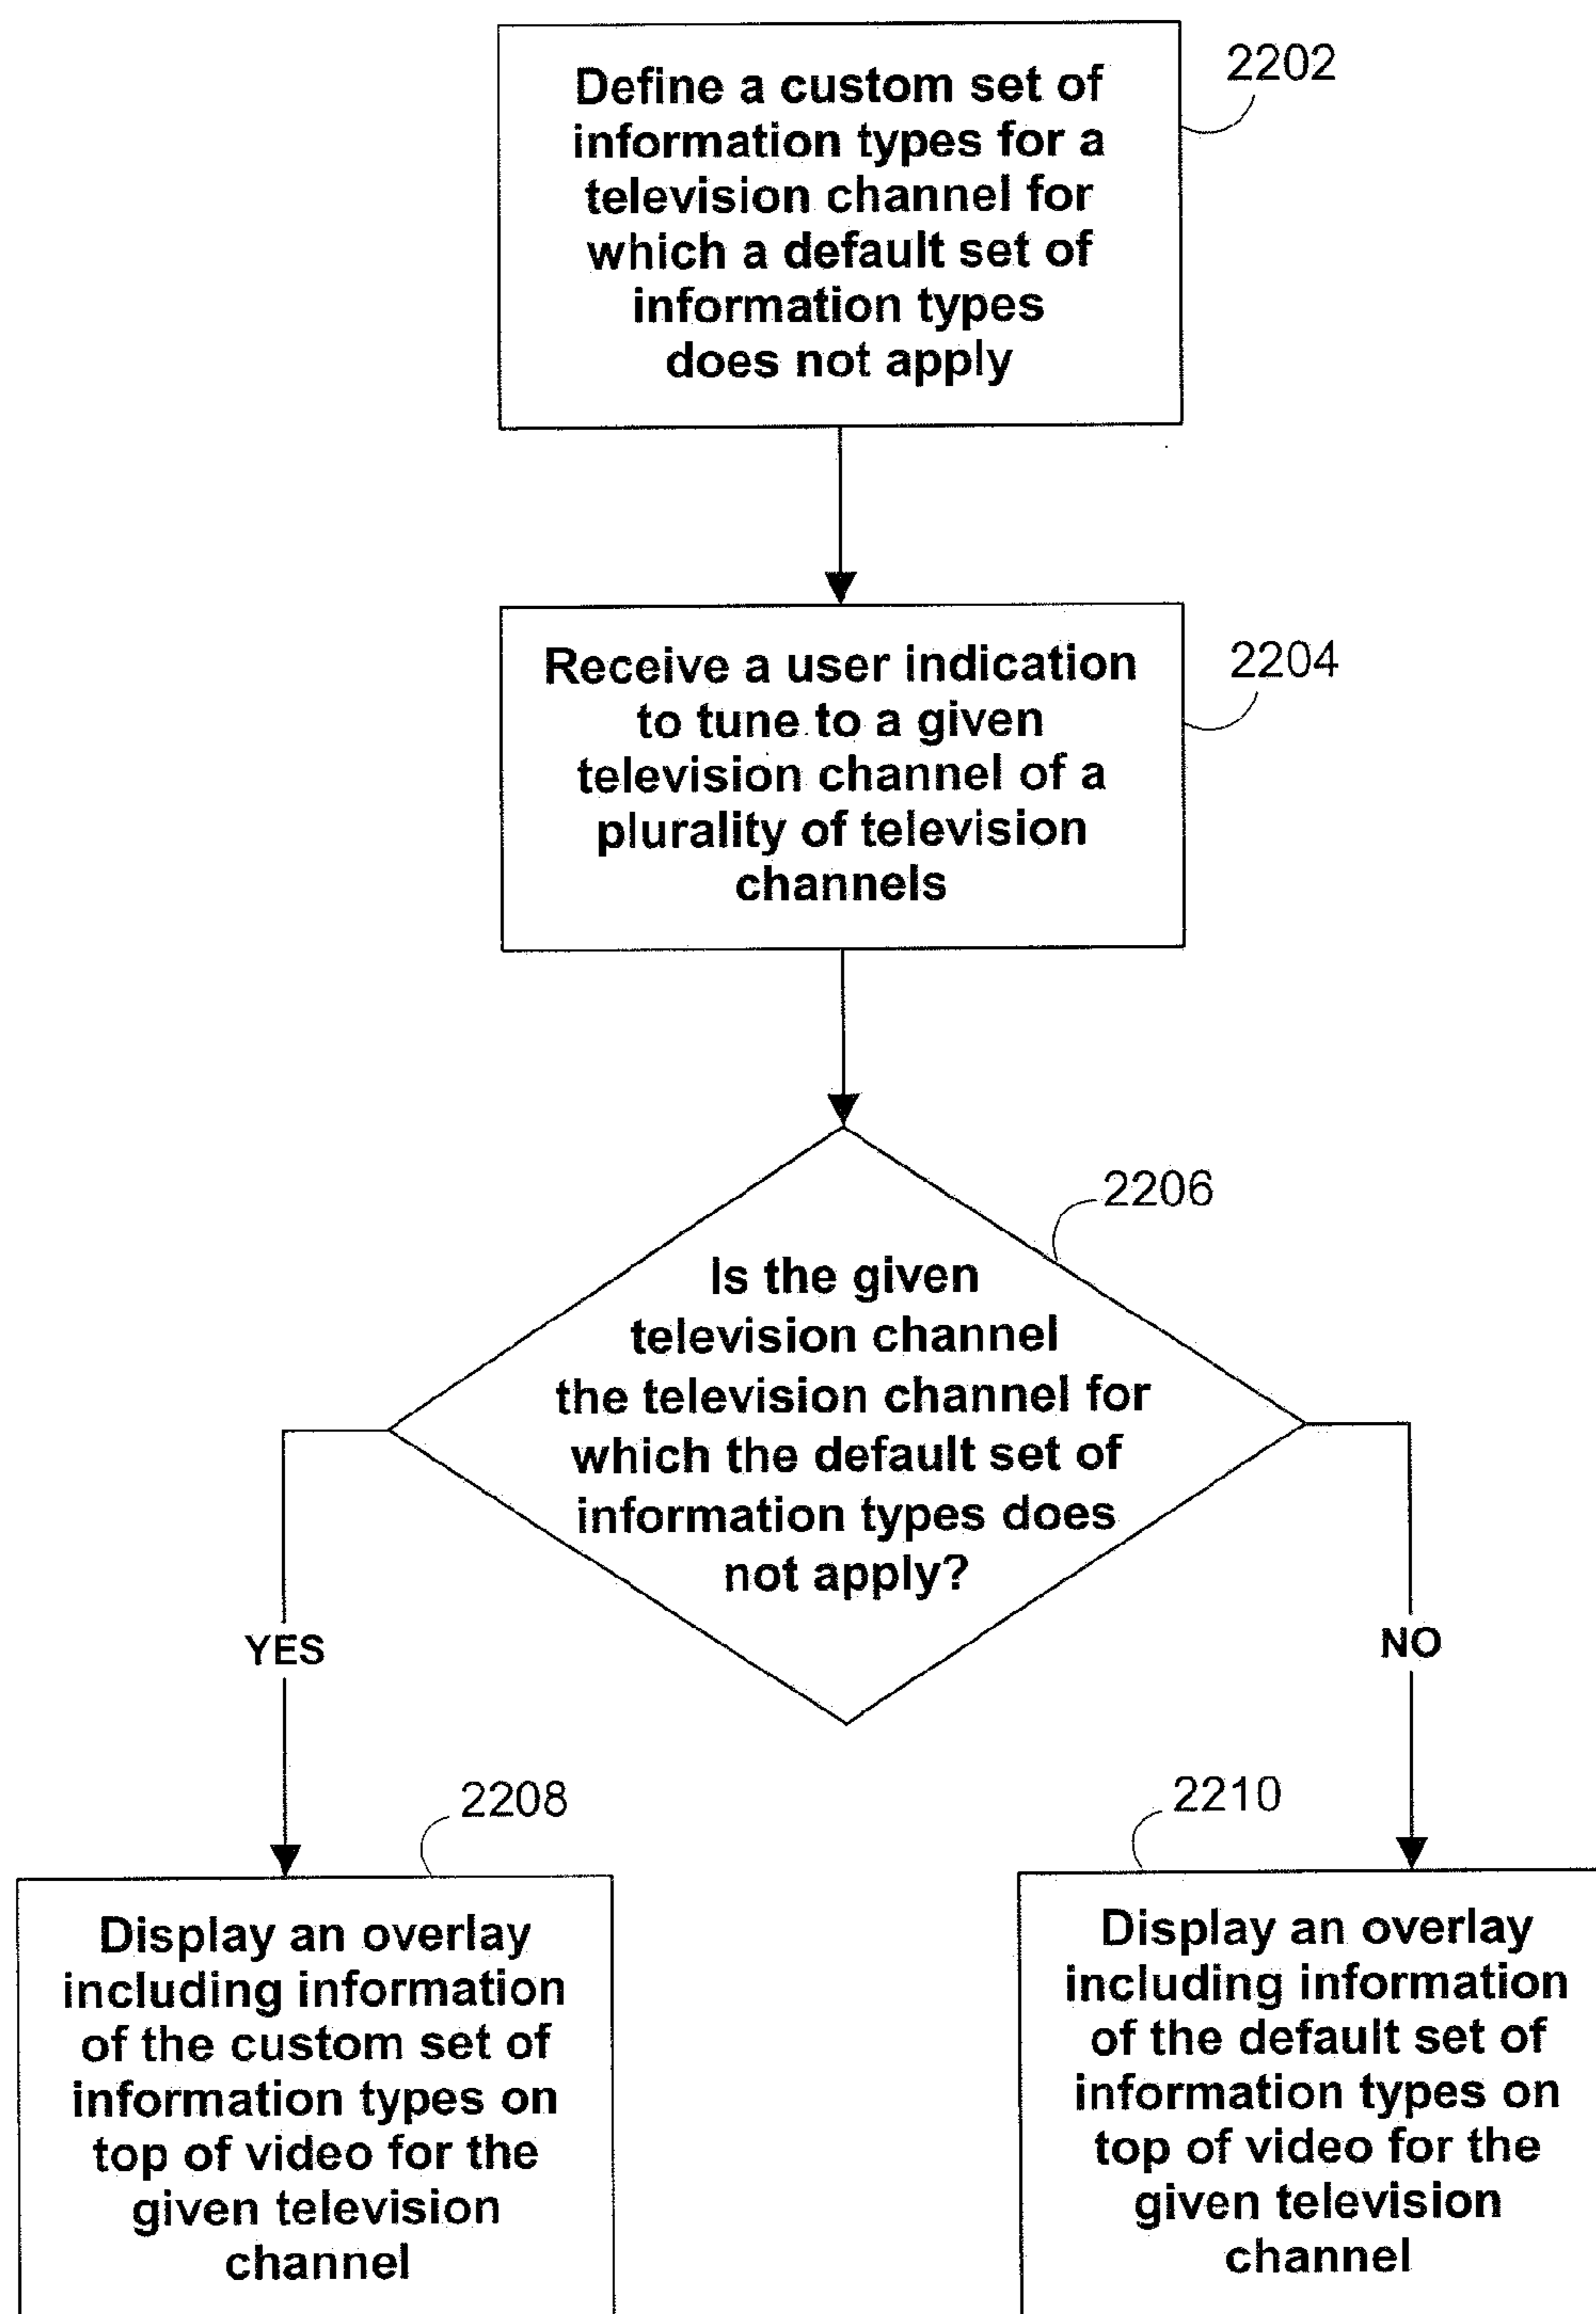 Define a custom set of
information types for a
television channel for
which a default set of
information types
does not apply
2202
Receive a user indication
to tune to a given
television channel of a
plurality of television
channels
2204
2206
Is the given
television channel
the television channel for
which the default set of
information types does
not apply?
YES
NO
2208
Display an overlay
including information
of the custom set of
information types on
top of video for the
given television
channel
2210
Display an overlay
including information
of the default set of
information types on
top of video for the
given television
channel